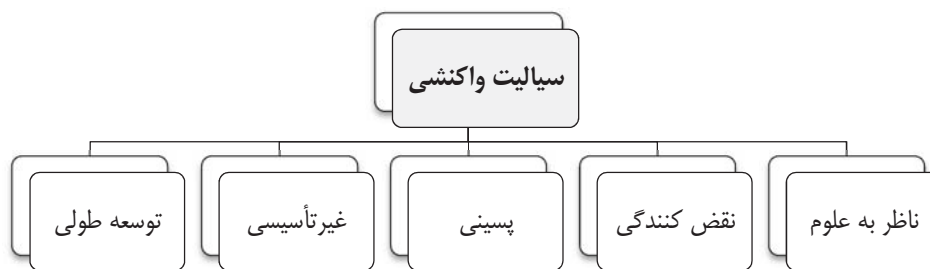 سیالیت واکنشی
ناظر به علوم
نقض کنندگی
پسینی
غیرتأسیسی
توسعه طولی